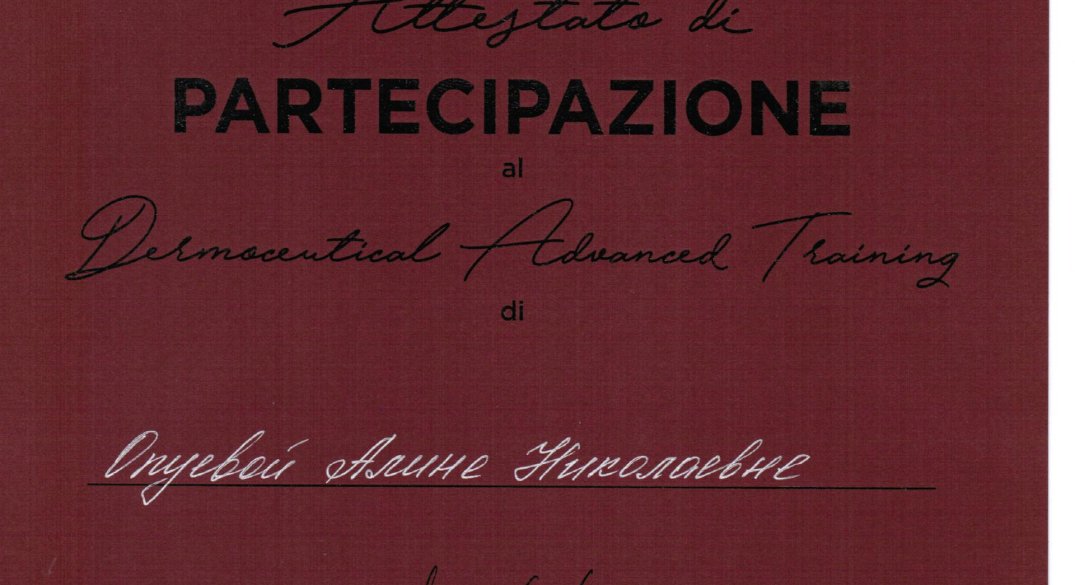 Attestato di
PARTECIPAZIONE
al
Dermoceutical Advanced Training
di
Опуевой Алине Николаевне